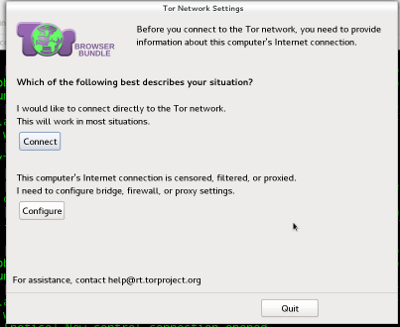 Tor Network Settings
Tor BROWSER BUNDLE
Before you connect to the Tor network, you need to provide
information about this computer's Internet connection.
Which of the following best describes your situation?
I would like to connect directly to the Tor network.
This will work in most situations.
Connect
This computer's Internet connection is censored, filtered, or proxied.
I need to configure bridge, firewall, or proxy settings.
Configure
For assistance, contact help@rt.torproject.org
Quit